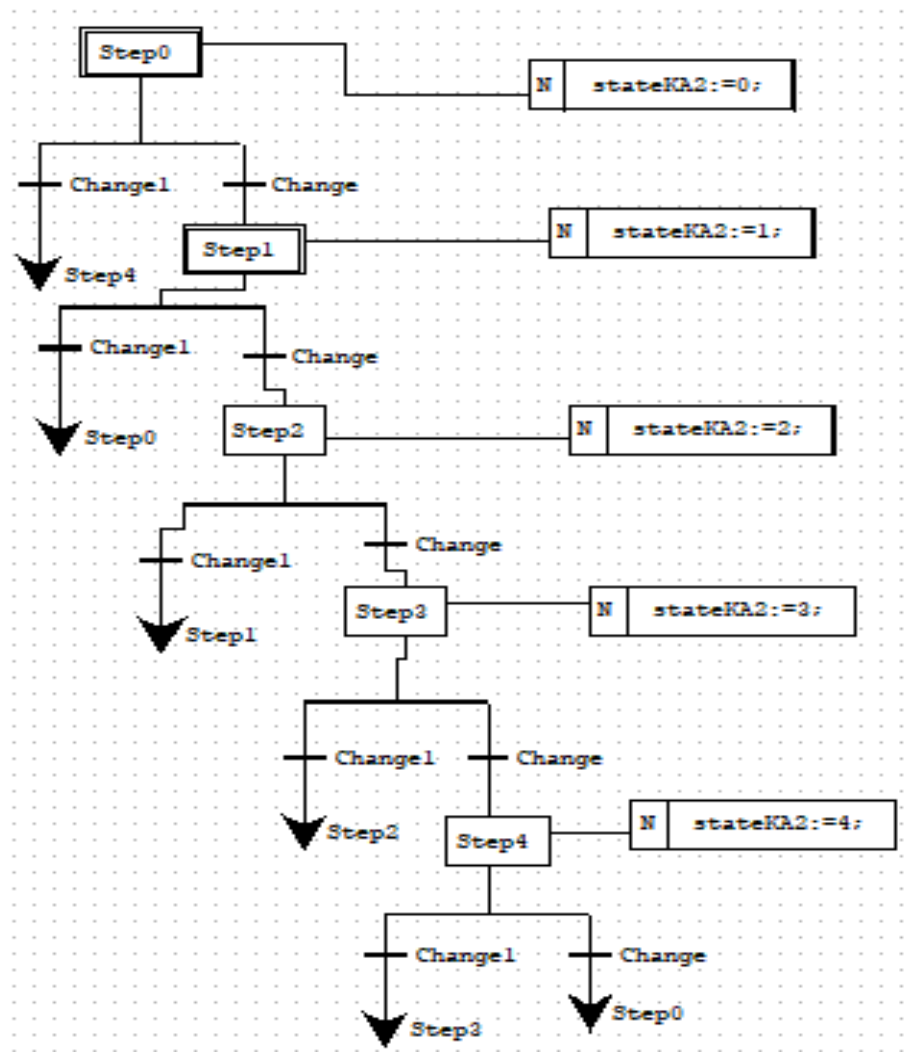 Step0
N stateKA2:=0;
Change1 Change
Step1
N stateKA2:=1;
Step4
Change1 Change
Step0
Step2
N stateKA2:=2;
Change1 Change
Step3
N stateKA2:=3;
Step1
Change1 Change
Step2
Step4
N stateKA2:=4;
Change1 Change
Step3 Step0